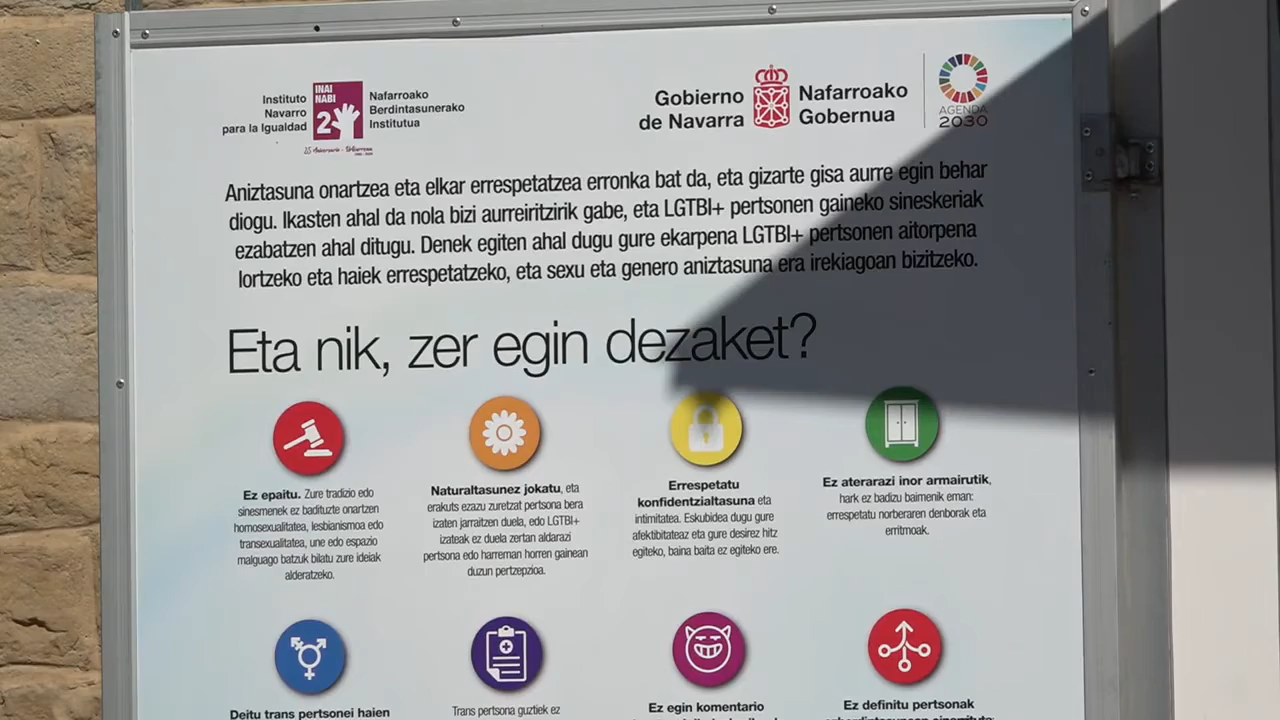 Instituto
Navarro
para la Igualdad
INAI
NABI
2
Nafarroako
Berdintasunerako
Institutua
Gobierno
de Navarra
Nafarroako
Gobernua
AGENDA
2030
Aniztasuna onartzea eta elkar errespetatzea erronka bat da, eta gizarte gisa aurre egin behar
diogu. Ikasten ahal da nola bizi aurreiritzirik gabe, eta LGTBI+ pertsonen gaineko sineskeriak
ezabatzen ahal ditugu. Denek egiten ahal dugu gure ekarpena LGTBI+ pertsonen aitorpena
lortzeko eta haiek errespetatzeko, eta sexu eta genero aniztasuna era irekiagoan bizitzeko.
Eta nik, zer egin dezaket?
Ez epaitu. Zure tradizio edo
sinesmenek ez badituzte onartzen
homosexualitatea, lesbianismoa edo
transexualitatea, une edo espazio
malguago batzuk bilatu zure ideiak
alderatzeko.
Naturaltasunez jokatu, eta
erakuts ezazu zuretzat pertsona bera
izaten jarraitzen duela, edo LGTBI+
izateak ez duela zertan aldarazi
pertsona edo harreman horren gainean
duzun pertzepzioa.
Errespetatu
konfidentzialtasuna eta
intimitatea. Eskubidea dugu gure
afektibitateaz eta gure desirez hitz
egiteko, baina baita ez egiteko ere.
Ez aterarazi inor armairutik,
hark ez badizu baimenik eman:
errespetatu norberaren denborak eta
erritmoak.
Deitu trans pertsonei haien
Trans pertsona guztiek ez
Ez egin komentario
Ez definitu pertsonak